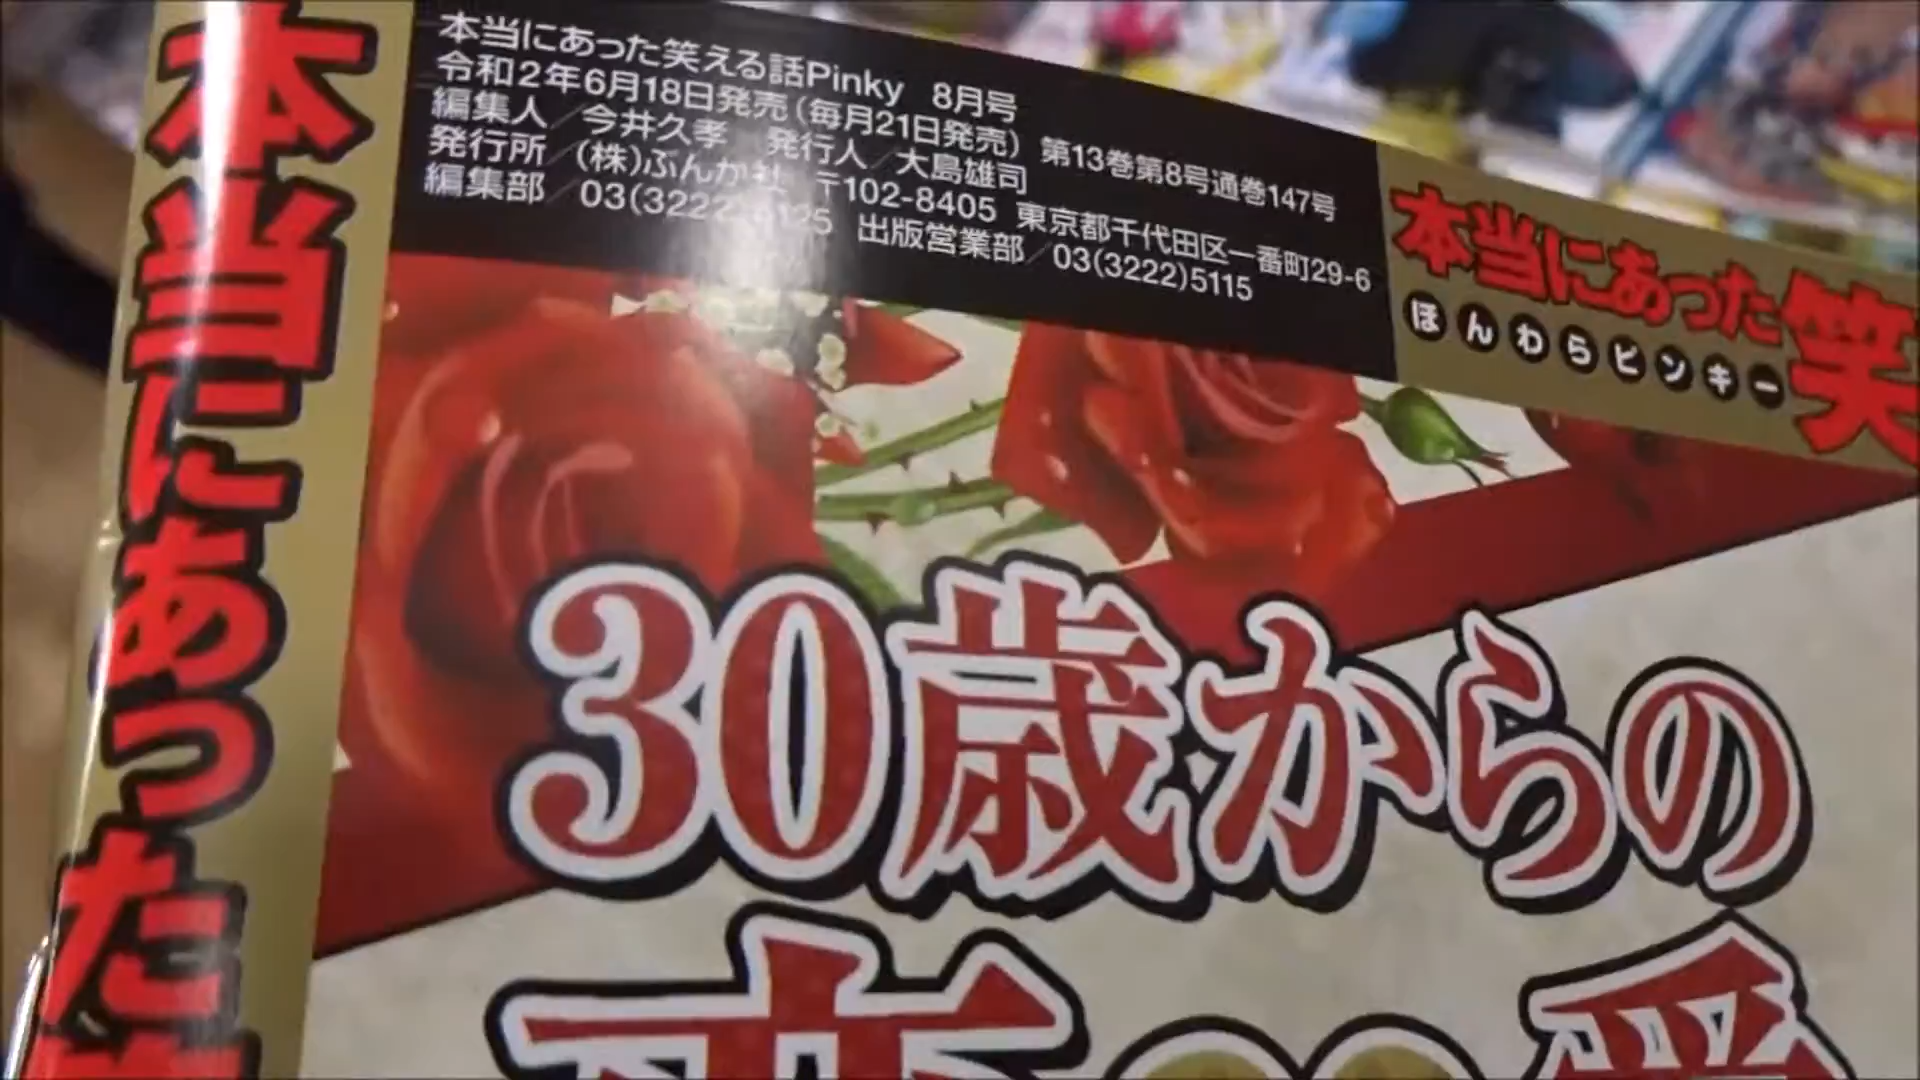 本当にあった笑える話Pinky 8月号
令和2年6月18日発売(毎月21日発売) 第13巻第8号通巻147号
編集人/今井久孝 発行人/大島雄司
発行所 (株)ぶんか社 〒102-8405 東京都千代田区一番町29-6
編集部/03(3222)5125 出版営業部/03(3222)5115
本当にあった笑
ほんわらピンキー
本当にあった
30歳からの